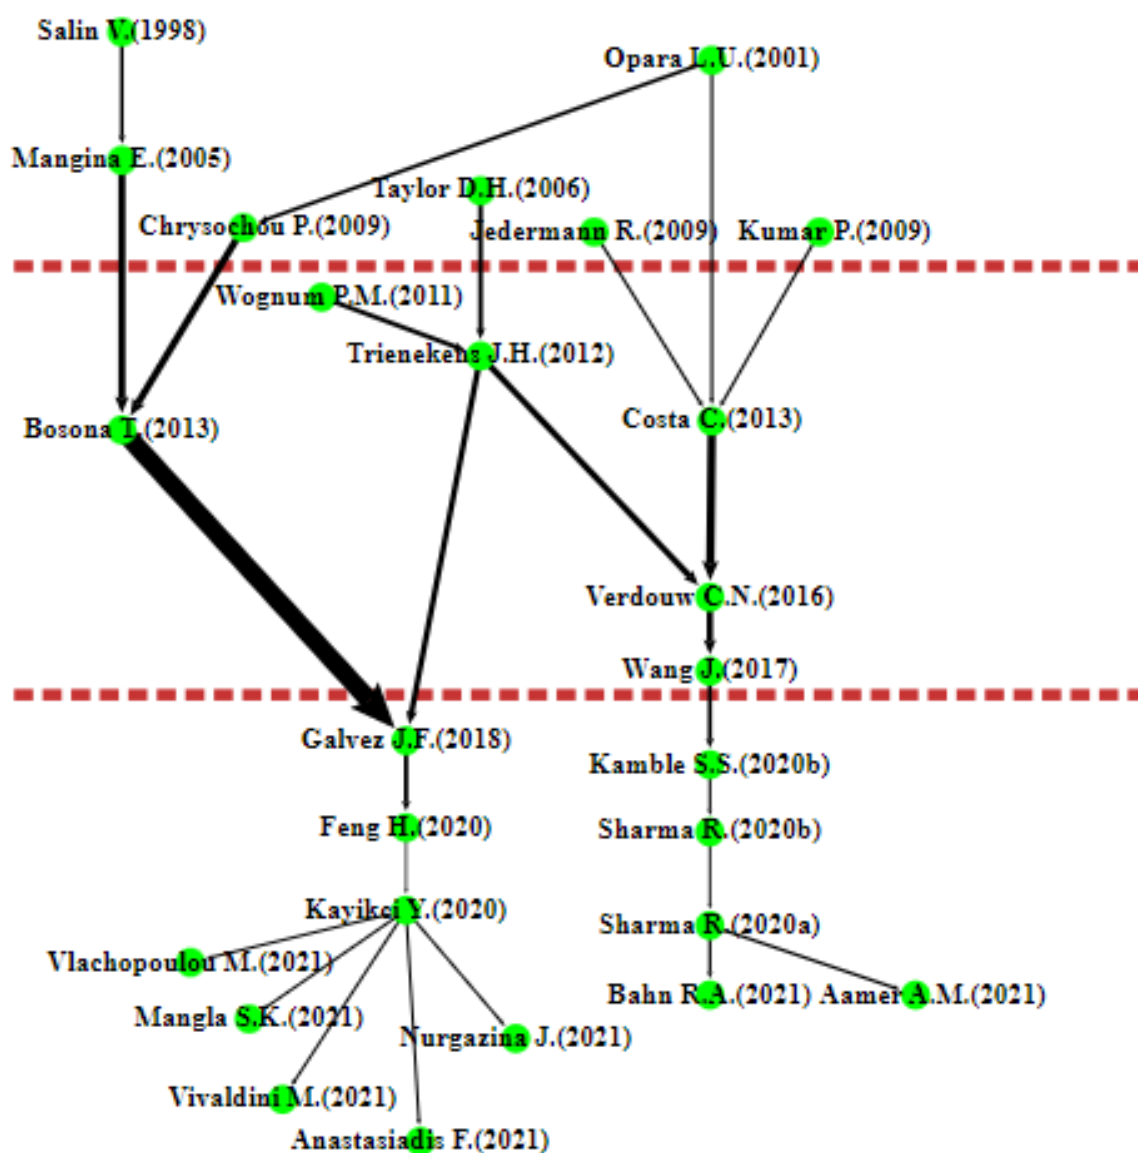 Salin V.(1998)
Opara L.U.(2001)
Mangina E.(2005)
Taylor D.H.(2006)
Chrysochou P.(2009)
Jedermann R.(2009)
Kumar P.(2009)
Wognum P.M.(2011)
Trienekens J.H.(2012)
Costa C.(2013)
Bosona T.(2013)
Verdouw C.N.(2016)
Wang J.(2017)
Galvez J.F.(2018)
Kamble S.S.(2020b)
Feng H.(2020)
Sharma R.(2020b)
Kayikci Y.(2020)
Sharma R.(2020a)
Vlachopoulou M.(2021)
Bahn R.A.(2021)
Aamer A.M.(2021)
Mangla S.K.(2021)
Nurgazina J.(2021)
Vivaldini M.(2021)
Anastasiadis F.(2021)